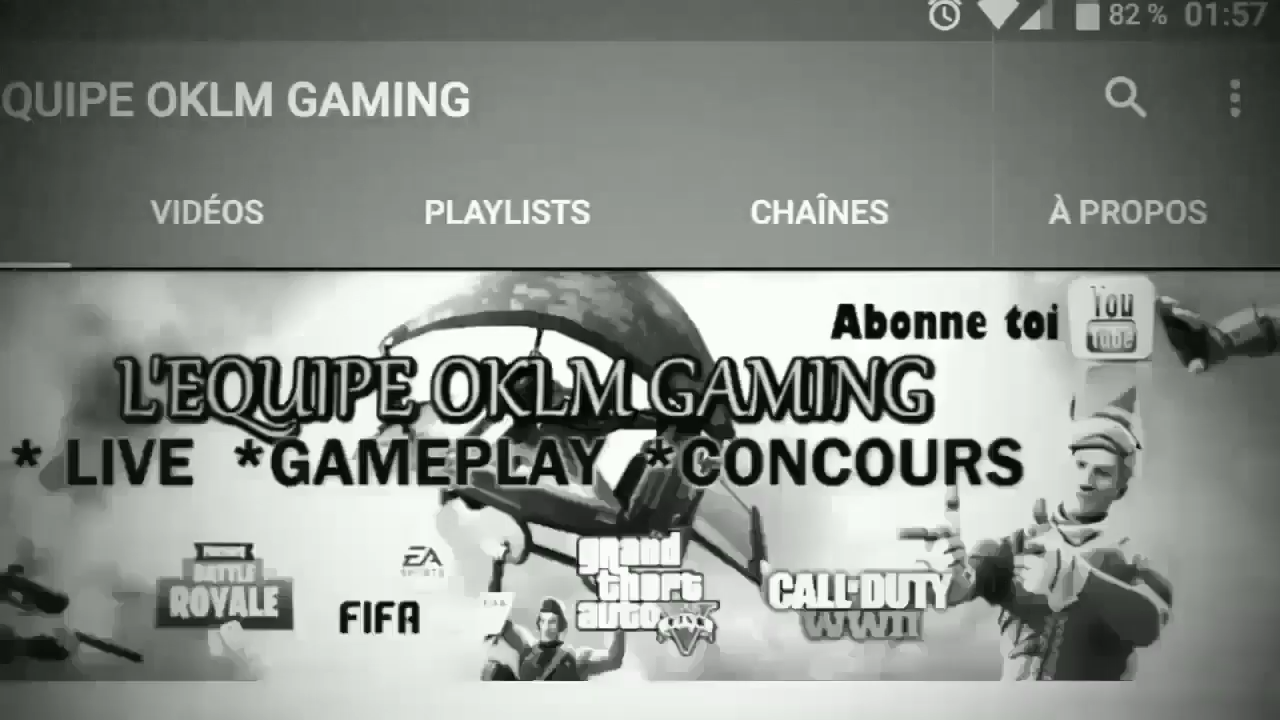 82 % 01:57
QUIPE OKLM GAMING
VIDÉOS PLAYLISTS CHAÎNES À PROPOS
Abonne toi You Tube
L'EQUIPE OKLM GAMING
* LIVE *GAMEPLAY *CONCOURS
BATTLE ROYALE
EA SPORTS
FIFA
grand theft auto V
CALL OF DUTY WWII